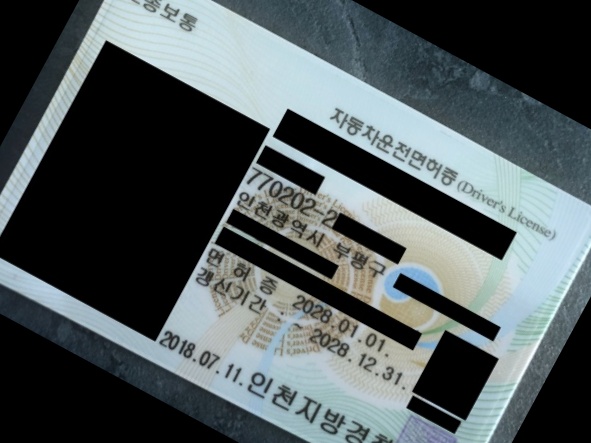 종보통
자동차운전면허증 (Driver's License)
770202-2
인천광역시 부평구
면 허 증 2028.01.01.
갱신기간 ~ 2028.12.31.
2018.07.11. 인천지방경찰